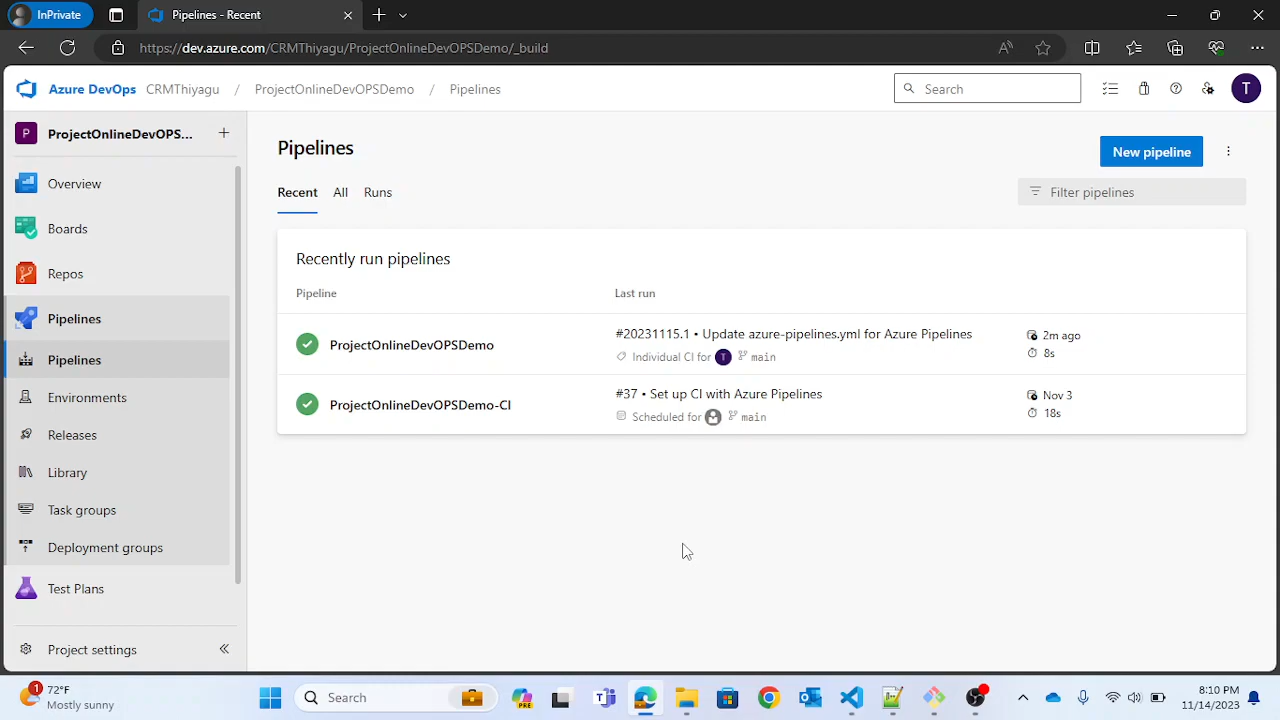 InPrivate
Pipelines - Recent
https://dev.azure.com/CRMThiyagu/ProjectOnlineDevOPSDemo/_build
Azure DevOps CRMThiyagu / ProjectOnlineDevOPSDemo / Pipelines
Search
T
P ProjectOnlineDevOPS...
Overview
Boards
Repos
Pipelines
Pipelines
Environments
Releases
Library
Task groups
Deployment groups
Test Plans
Project settings
Pipelines
New pipeline
Recent All Runs
Filter pipelines
Recently run pipelines
Pipeline Last run
ProjectOnlineDevOPSDemo
#20231115.1 • Update azure-pipelines.yml for Azure Pipelines
Individual CI for T main
2m ago
8s
ProjectOnlineDevOPSDemo-CI
#37 • Set up CI with Azure Pipelines
Scheduled for main
Nov 3
18s
1
72°F
Mostly sunny
Search
PRE
8:10 PM
11/14/2023